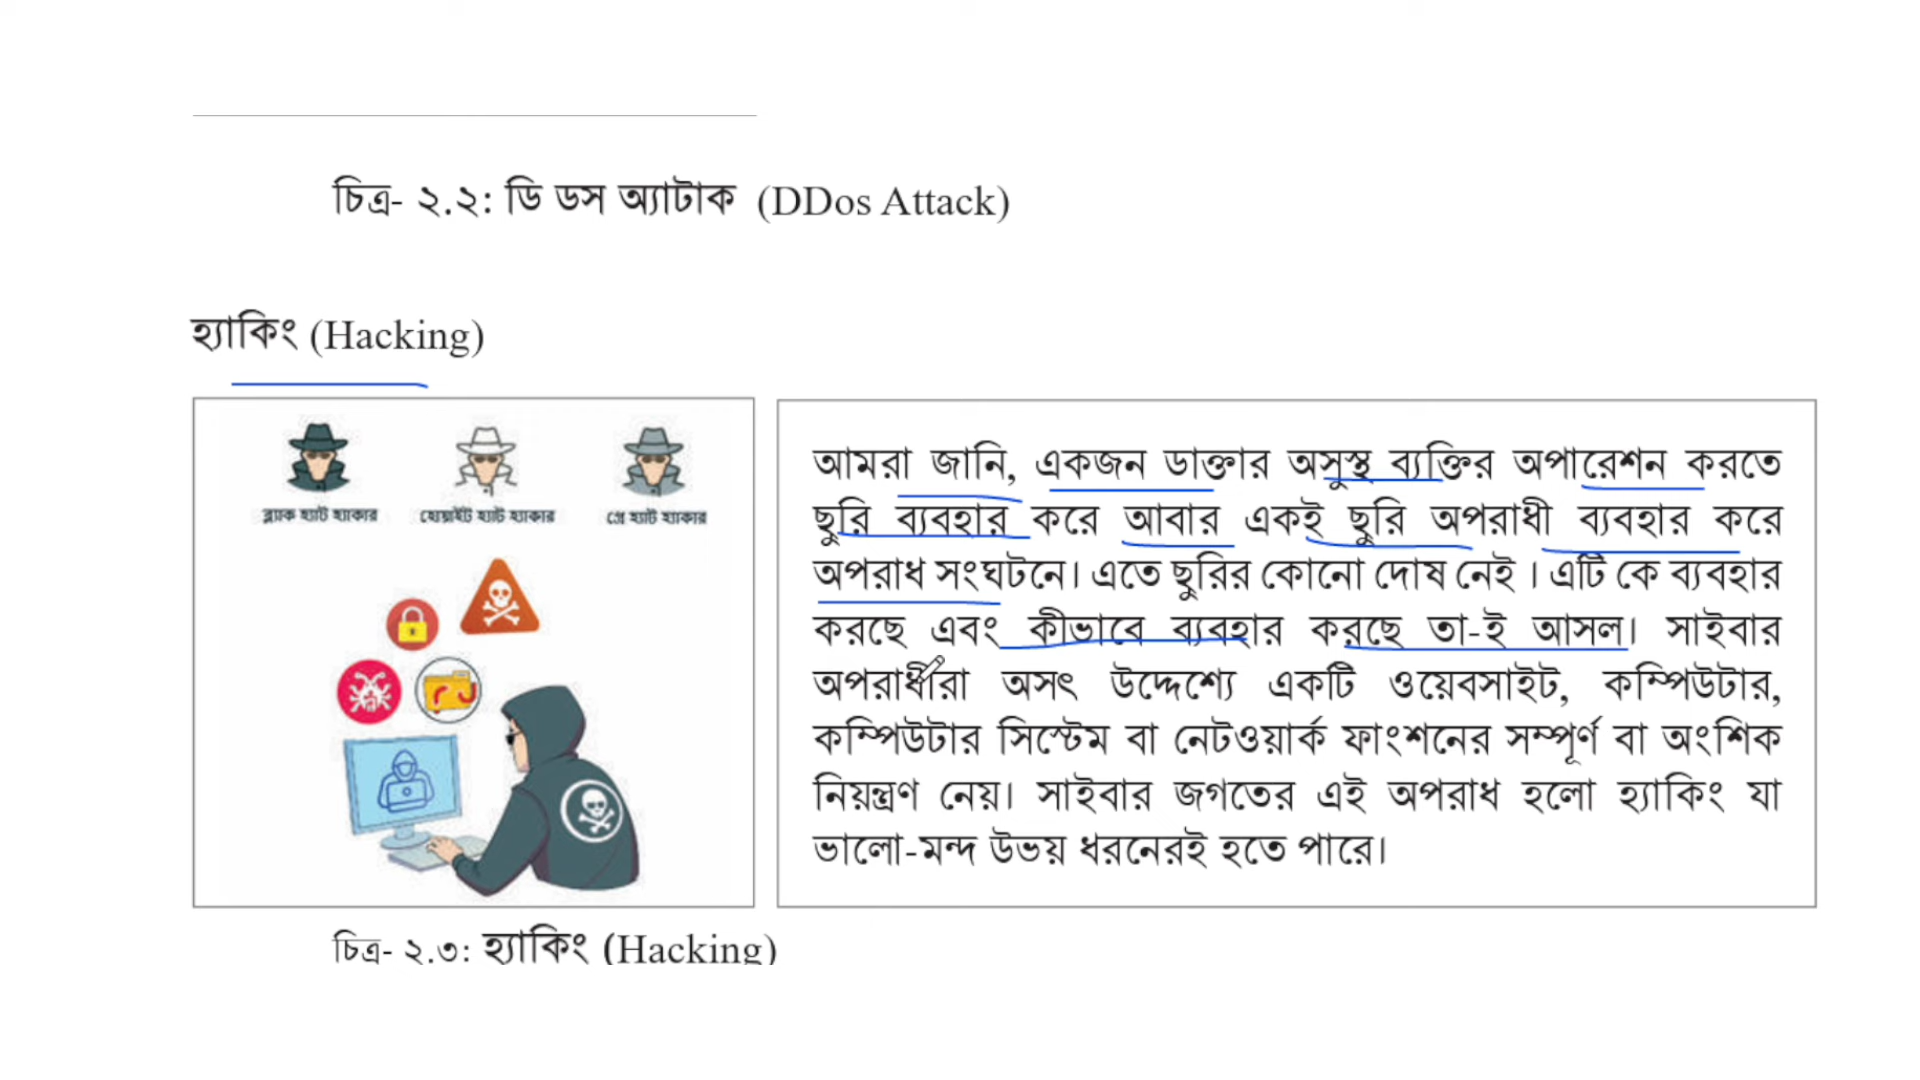 চিত্র- ২.২: ডি ডস অ্যাটাক (DDos Attack)
হ্যাকিং (Hacking)
ব্ল্যাক হ্যাট হ্যাকার
হোয়াইট হ্যাট হ্যাকার
গ্রে হ্যাট হ্যাকার
আমরা জানি, একজন ডাক্তার অসুস্থ ব্যক্তির অপারেশন করতে
ছুরি ব্যবহার করে আবার একই ছুরি অপরাধী ব্যবহার করে
অপরাধ সংঘটনে। এতে ছুরির কোনো দোষ নেই । এটি কে ব্যবহার
করছে এবং কীভাবে ব্যবহার করছে তা-ই আসল। সাইবার
অপরাধীরা অসৎ উদ্দেশ্যে একটি ওয়েবসাইট, কম্পিউটার,
কম্পিউটার সিস্টেম বা নেটওয়ার্ক ফাংশনের সম্পূর্ণ বা অংশিক
নিয়ন্ত্রণ নেয়। সাইবার জগতের এই অপরাধ হলো হ্যাকিং যা
ভালো-মন্দ উভয় ধরনেরই হতে পারে।
চিত্র- ২.৩: হ্যাকিং (Hacking)